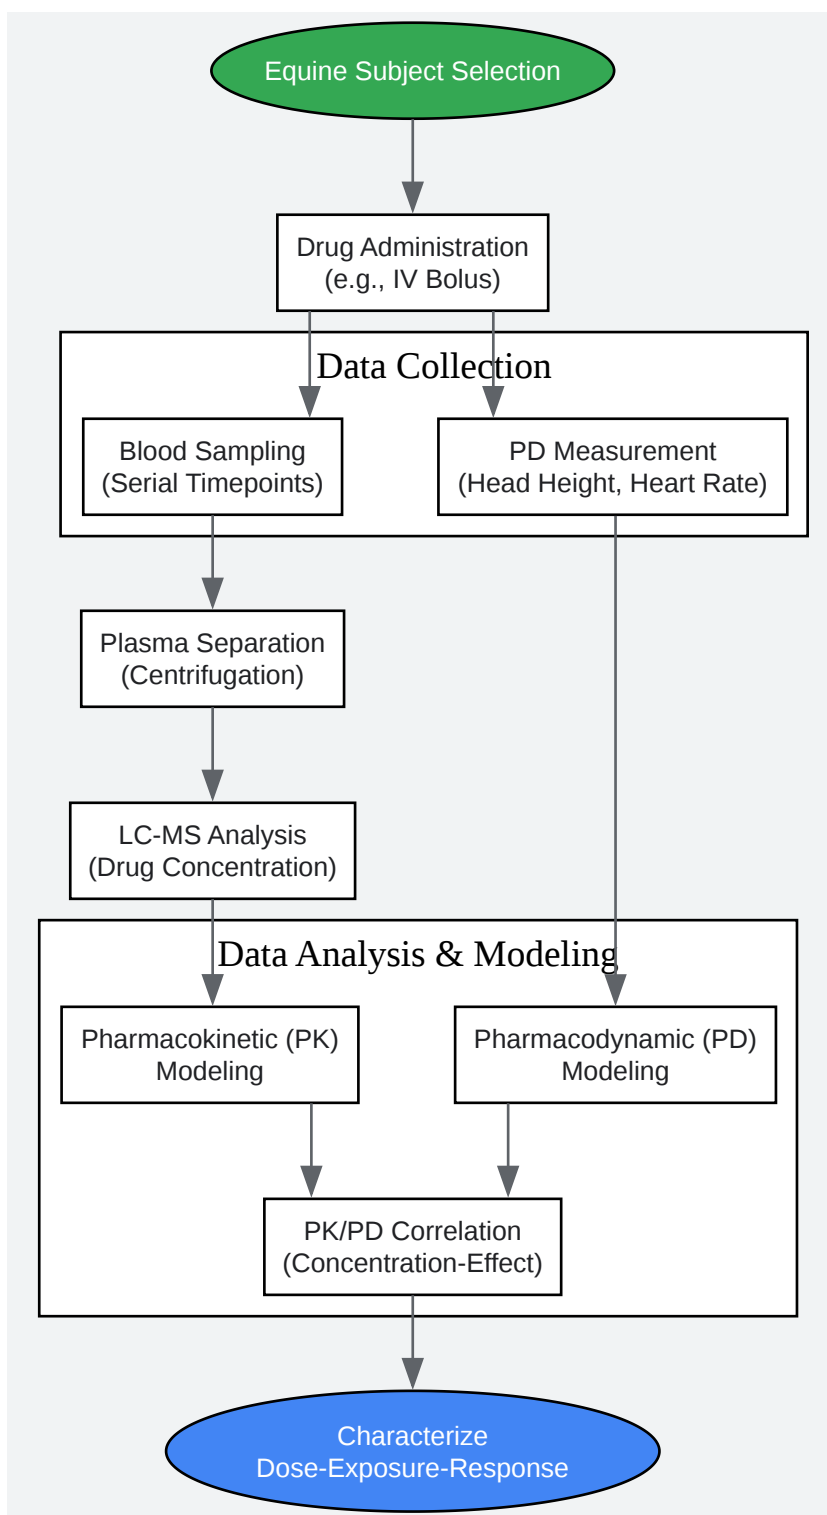 Equine Subject Selection
Drug Administration
(e.g., IV Bolus)
Data Collection
Blood Sampling
(Serial Timepoints)
PD Measurement
(Head Height, Heart Rate)
Plasma Separation
(Centrifugation)
LC-MS Analysis
(Drug Concentration)
Data Analysis & Modeling
Pharmacokinetic (PK)
Modeling
Pharmacodynamic (PD)
Modeling
PK/PD Correlation
(Concentration-Effect)
Characterize
Dose-Exposure-Response